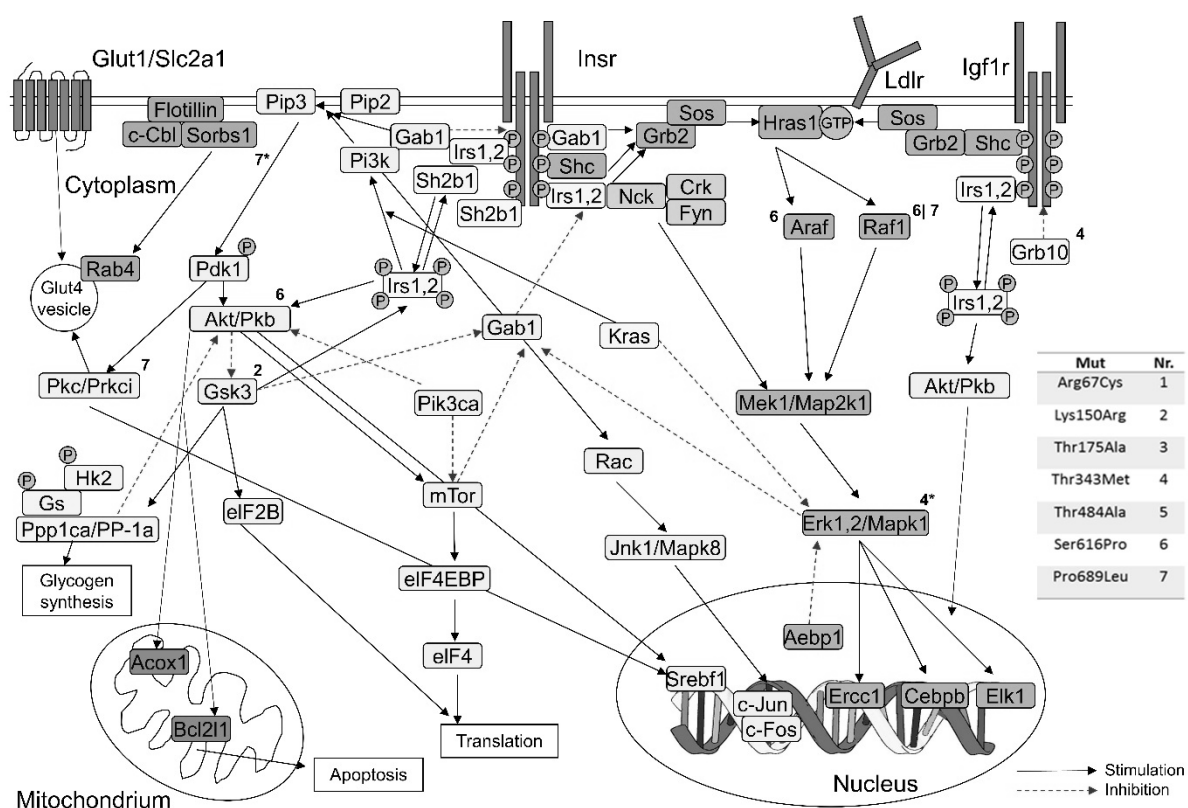 Glut1/Slc2a1
Insr
Ldlr
Igf1r
Flotillin
c-Cbl
Sorbs1
Pip3
Pip2
Gab1
Irs1,2
Pi3k
Sh2b1
Sh2b1
P
P
P
P
P
P
Gab1
Shc
Irs1,2
Nck
Crk
Fyn
Grb2
Sos
Hras1
GTP
Sos
Grb2
Shc
Irs1,2
P
P
P
P
P
P
7*
Cytoplasm
6
Araf
6| 7
Raf1
4
Grb10
Rab4
Glut4
vesicle
P
Pdk1
P
P
Irs1,2
P
P
P
P
Irs1,2
P
P
6
Akt/Pkb
Gab1
Kras
7
Pkc/Prkci
2
Gsk3
Pik3ca
Mek1/Map2k1
Akt/Pkb
Mut Nr.
Arg67Cys 1
Lys150Arg 2
Thr175Ala 3
Thr343Met 4
Thr484Ala 5
Ser616Pro 6
Pro689Leu 7
P
Hk2
P
Gs
Ppp1ca/PP-1a
eIF2B
mTor
Rac
4*
Erk1,2/Mapk1
Jnk1/Mapk8
Glycogen
synthesis
eIF4EBP
Aebp1
Acox1
eIF4
Srebf1
c-Jun
c-Fos
Ercc1
Cebpb
Elk1
Bcl2l1
Translation
Apoptosis
Mitochondrium
Nucleus
Stimulation
Inhibition